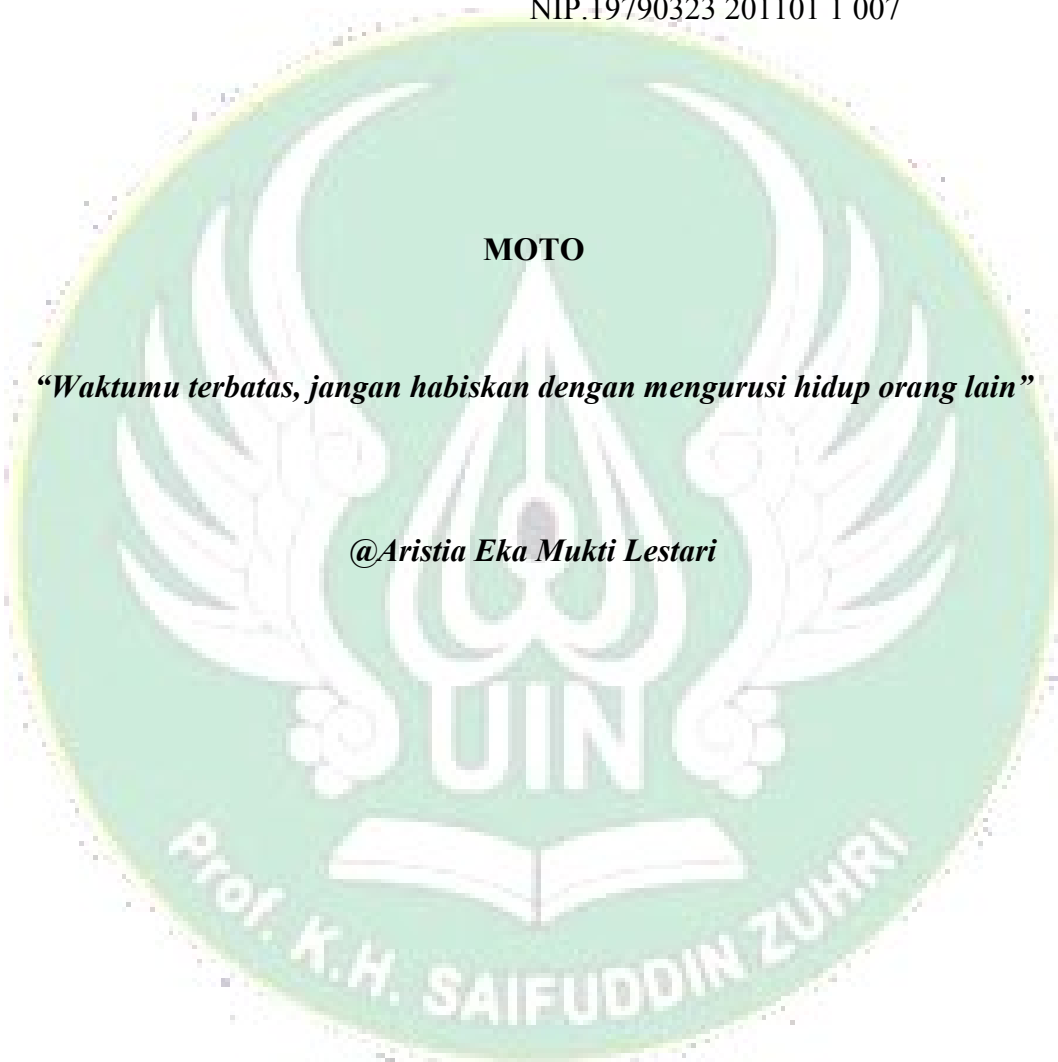 NIP.19790323 201101 1 007
MOTO
“Waktumu terbatas, jangan habiskan dengan mengurusi hidup orang lain”
@Aristia Eka Mukti Lestari
UIN
Prof. K.H. SAIFUDDIN ZUHRI